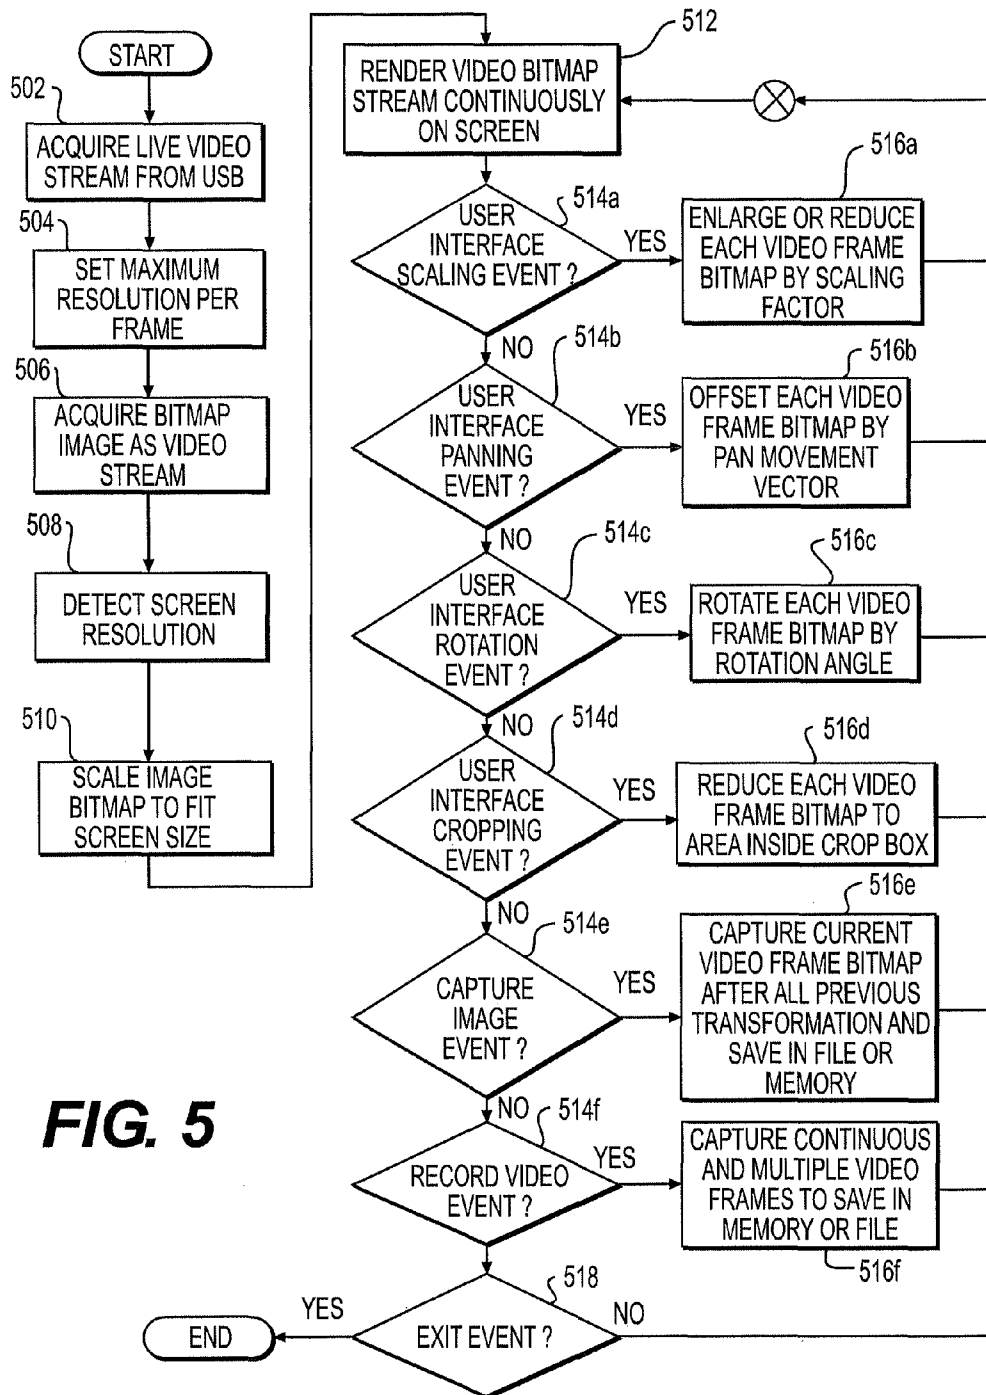 START
502
ACQUIRE LIVE VIDEO
STREAM FROM USB
504
SET MAXIMUM
RESOLUTION PER
FRAME
506
ACQUIRE BITMAP
IMAGE AS VIDEO
STREAM
508
DETECT SCREEN
RESOLUTION
510
SCALE IMAGE
BITMAP TO FIT
SCREEN SIZE
512
RENDER VIDEO BITMAP
STREAM CONTINUOUSLY
ON SCREEN
514a
USER
INTERFACE
SCALING EVENT ?
YES
516a
ENLARGE OR REDUCE
EACH VIDEO FRAME
BITMAP BY SCALING
FACTOR
NO
514b
USER
INTERFACE
PANNING
EVENT ?
YES
516b
OFFSET EACH VIDEO
FRAME BITMAP BY
PAN MOVEMENT
VECTOR
NO
514c
USER
INTERFACE
ROTATION
EVENT ?
YES
516c
ROTATE EACH VIDEO
FRAME BITMAP BY
ROTATION ANGLE
NO
514d
USER
INTERFACE
CROPPING
EVENT ?
YES
516d
REDUCE EACH VIDEO
FRAME BITMAP TO
AREA INSIDE CROP BOX
NO
514e
CAPTURE
IMAGE
EVENT ?
YES
516e
CAPTURE CURRENT
VIDEO FRAME BITMAP
AFTER ALL PREVIOUS
TRANSFORMATION AND
SAVE IN FILE OR
MEMORY
NO
514f
RECORD VIDEO
EVENT ?
YES
CAPTURE CONTINUOUS
AND MULTIPLE VIDEO
FRAMES TO SAVE IN
MEMORY OR FILE
516f
518
EXIT EVENT ?
YES
NO
END
FIG. 5